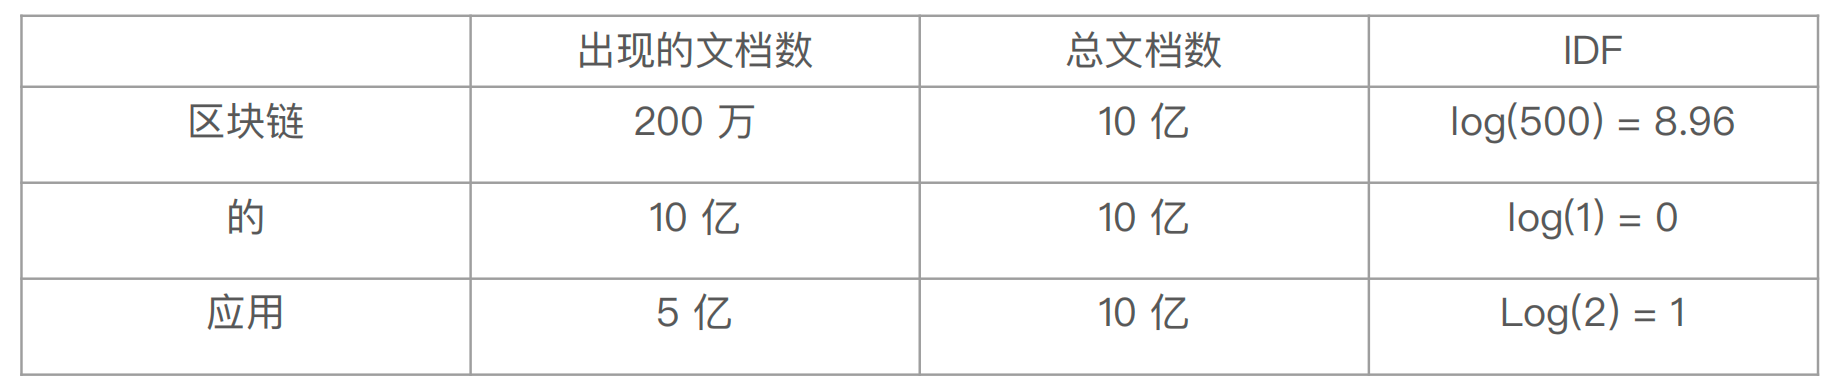 出现的文档数 总文档数 IDF
区块链 200 万 10 亿 log(500) = 8.96
的 10 亿 10 亿 log(1) = 0
应用 5 亿 10 亿 Log(2) = 1